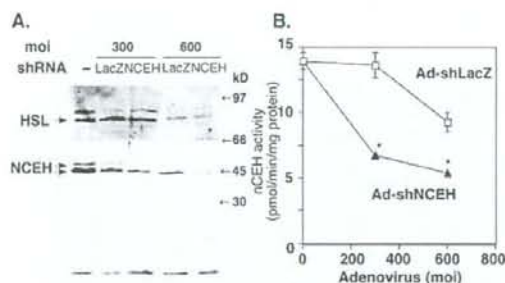 A.
moi 300 600
shRNA – LacZ NCEH LacZ NCEH
kD
HSL
NCEH
97
66
45
30
B.
nCEH activity
(pmol/min/mg protein)
15
10
5
0
Ad-shLacZ
*
*
Ad-shNCEH
0 200 400 600 800
Adenovirus (moi)